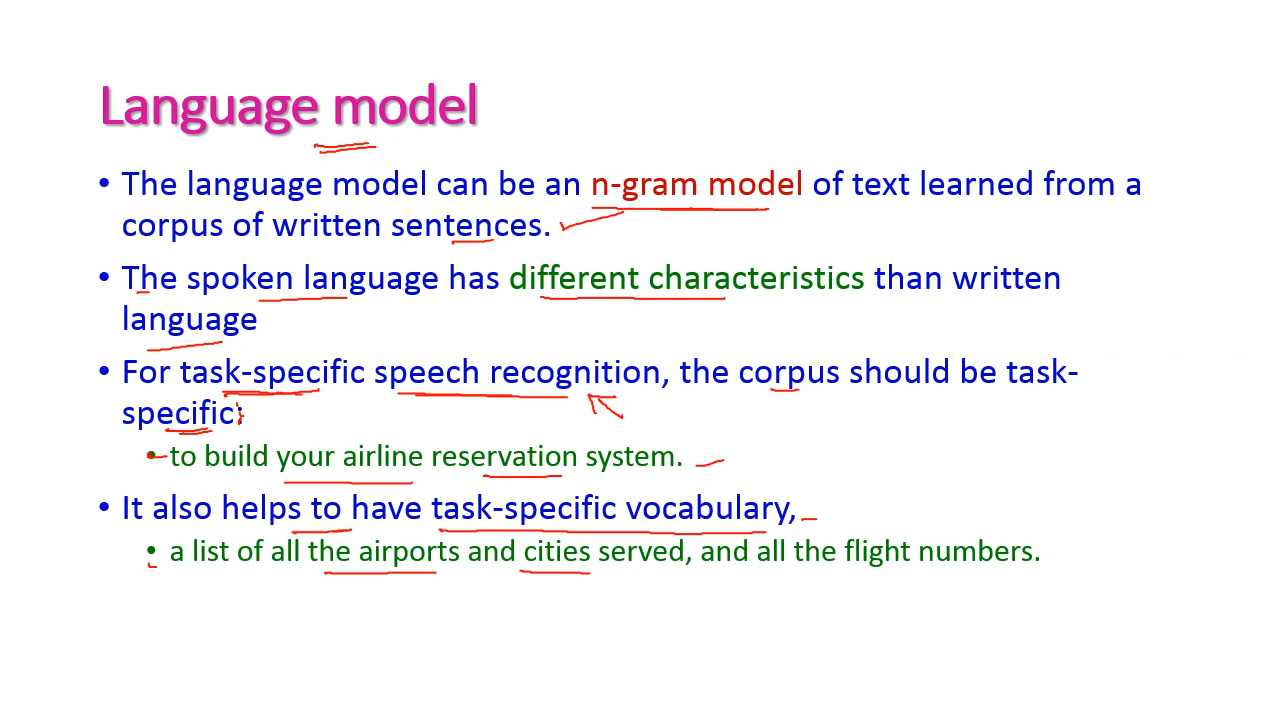 Language model
• The language model can be an n-gram model of text learned from a
corpus of written sentences.
• The spoken language has different characteristics than written
language
• For task-specific speech recognition, the corpus should be task-
specific:
• to build your airline reservation system.
• It also helps to have task-specific vocabulary,
• a list of all the airports and cities served, and all the flight numbers.